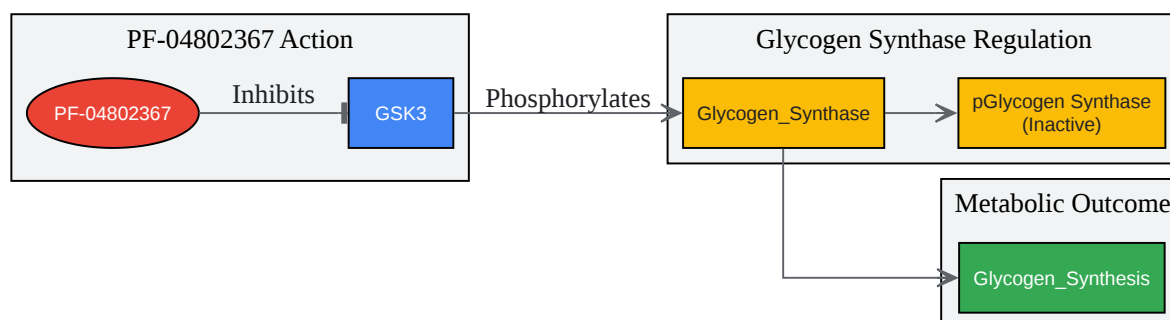 PF-04802367 Action
PF-04802367
Inhibits
GSK3
Phosphorylates
Glycogen Synthase Regulation
Glycogen_Synthase
pGlycogen Synthase
(Inactive)
Metabolic Outcome
Glycogen_Synthesis